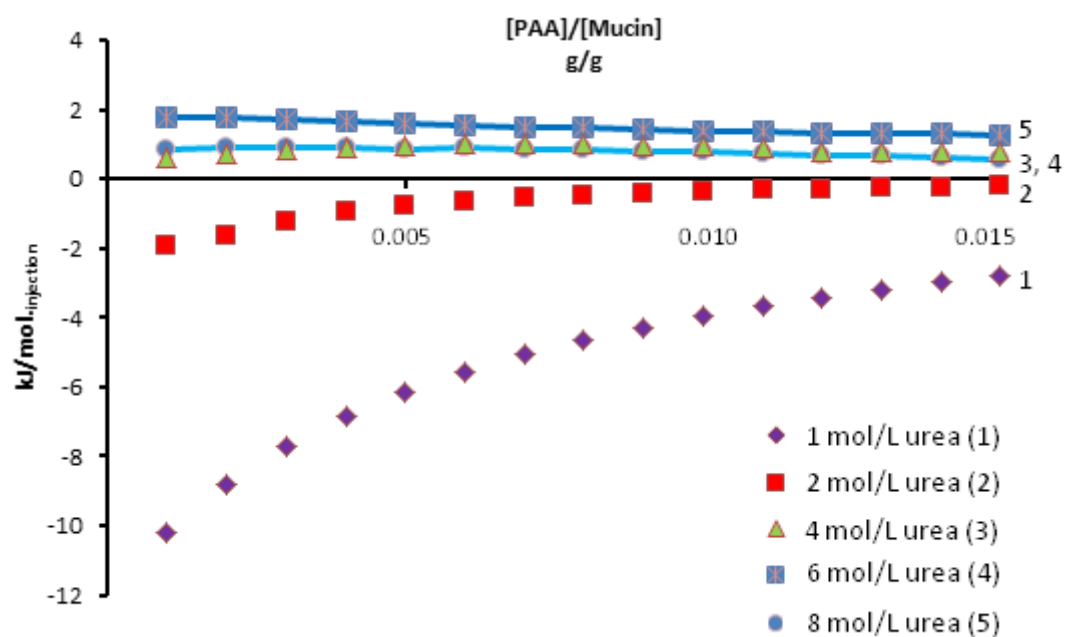 [PAA]/[Mucin]
g/g
4
2
0
-2
-4
-6
-8
-10
-12
kJ/mol.injection
0.005
0.010
0.015
5
3, 4
2
1
1 mol/L urea (1)
2 mol/L urea (2)
4 mol/L urea (3)
6 mol/L urea (4)
8 mol/L urea (5)